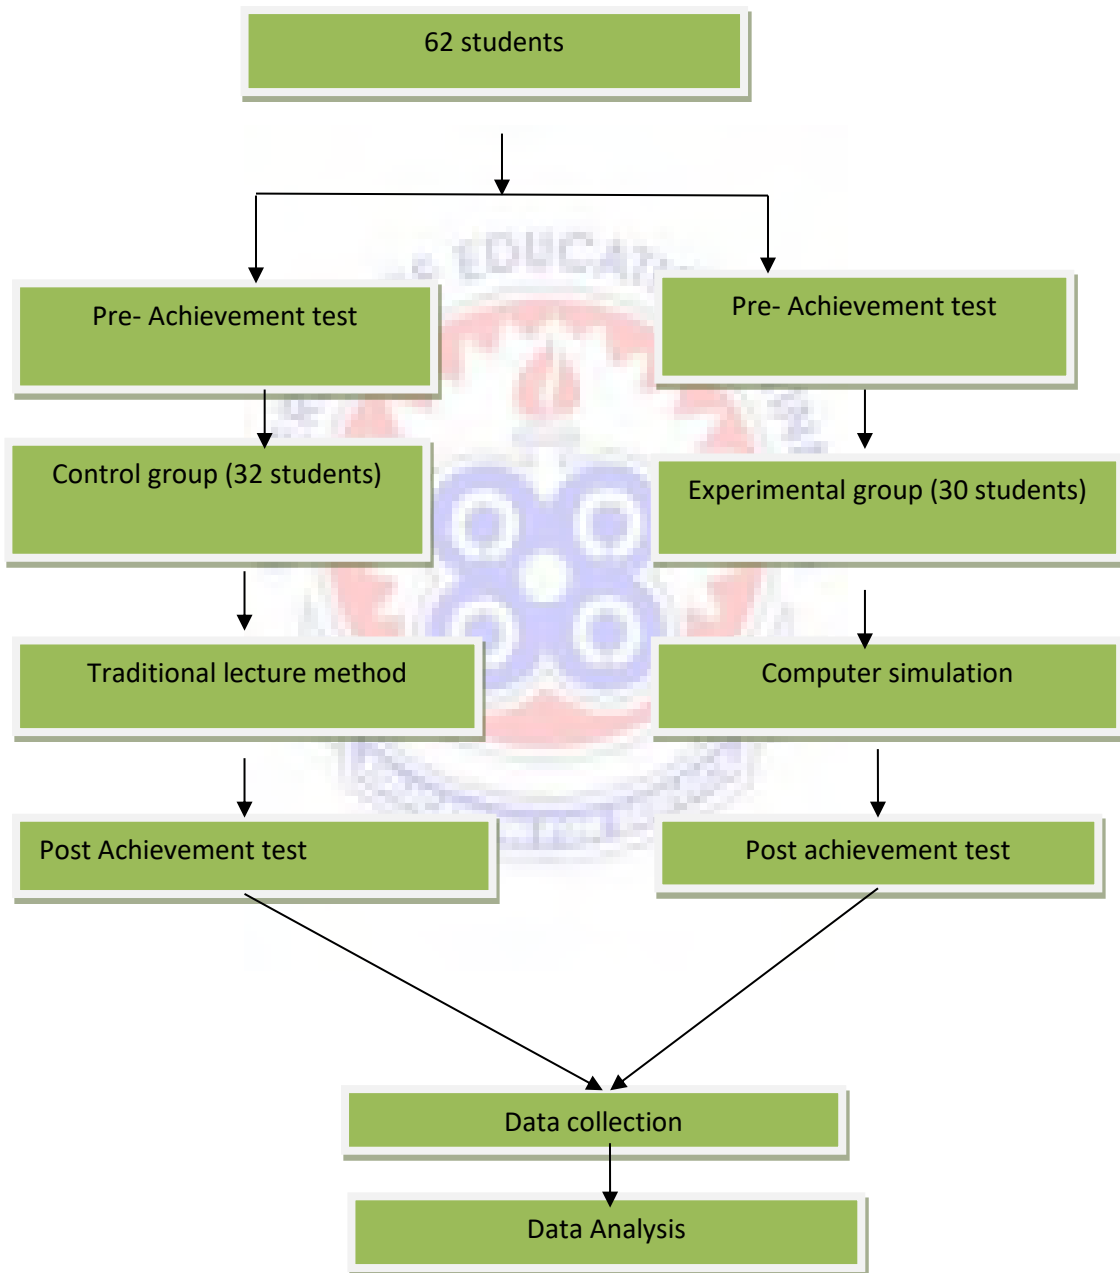 62 students
EDUCAT
Pre- Achievement test
Pre- Achievement test
Control group (32 students)
Experimental group (30 students)
Traditional lecture method
Computer simulation
Post Achievement test
Post achievement test
Data collection
Data Analysis